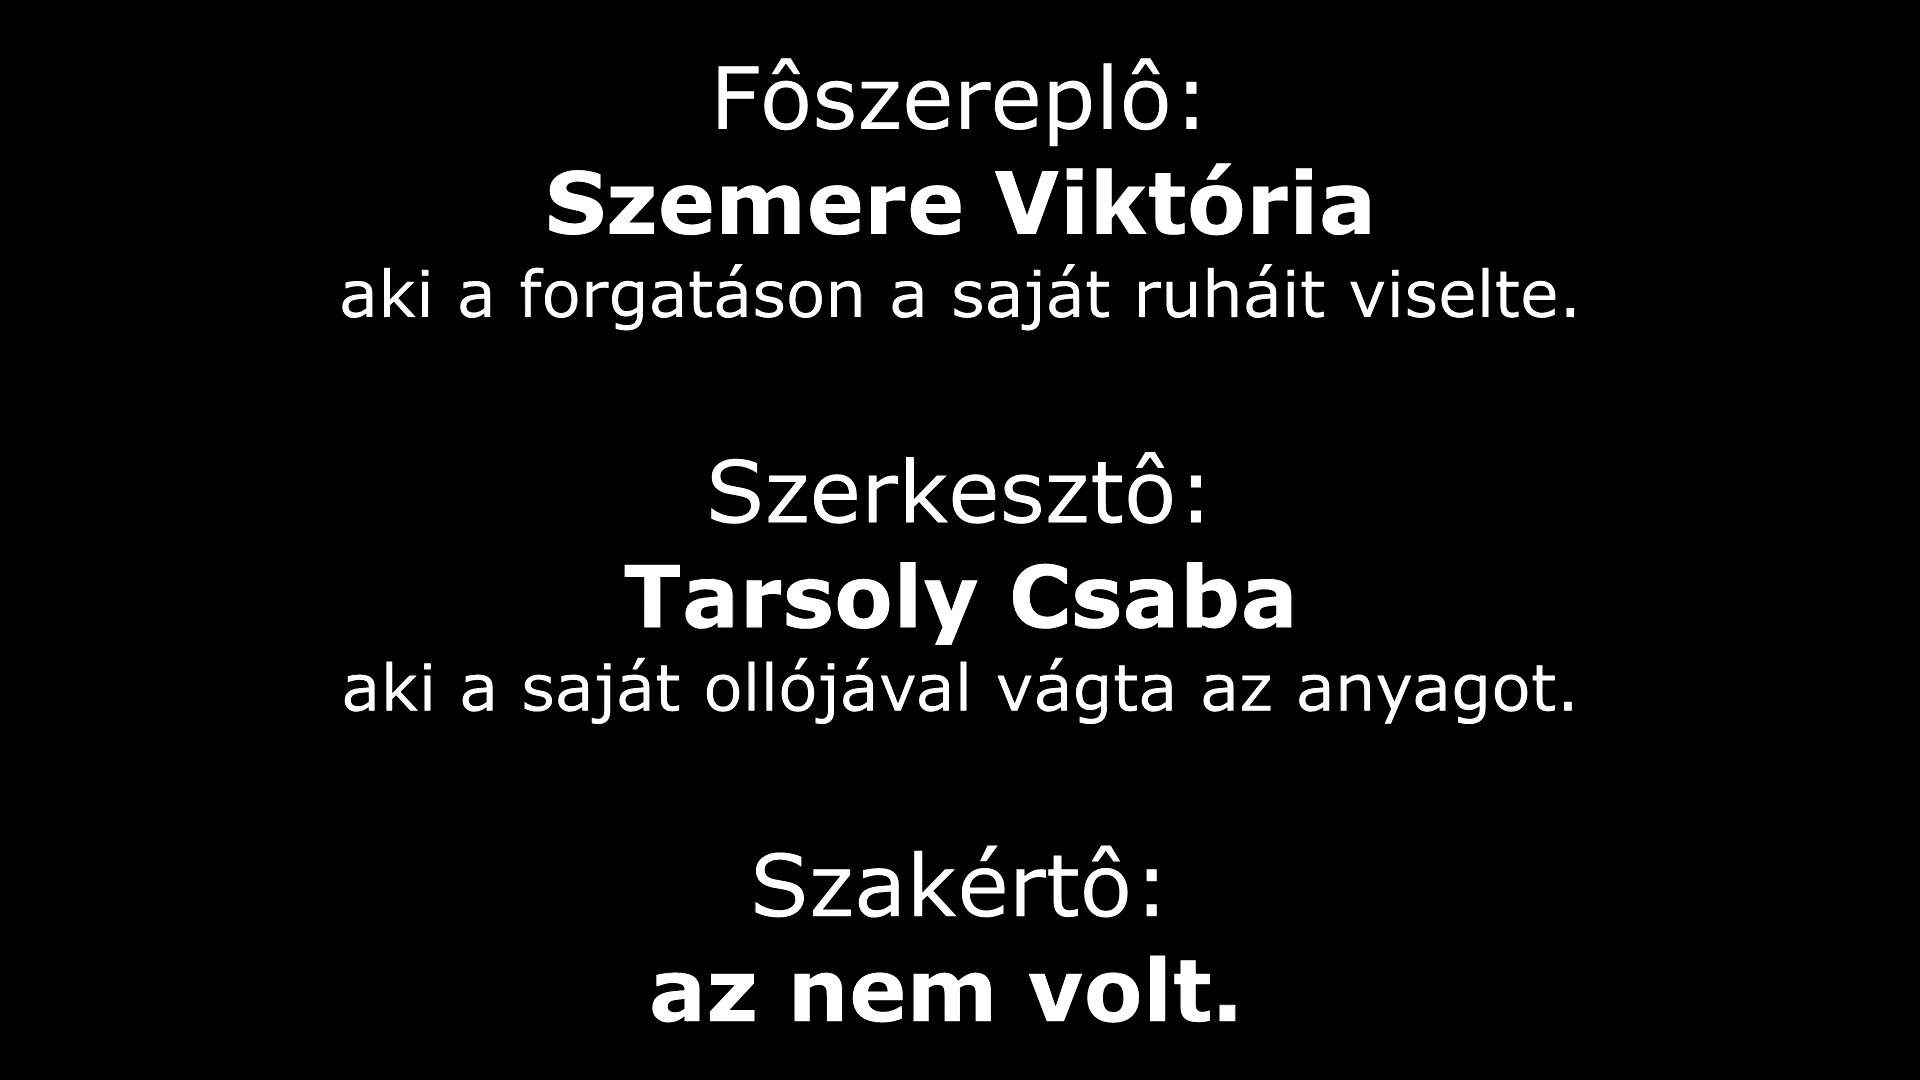 Fôszereplô:
Szemere Viktória
aki a forgatáson a saját ruháit viselte.
Szerkesztô:
Tarsoly Csaba
aki a saját ollójával vágta az anyagot.
Szakértô:
az nem volt.